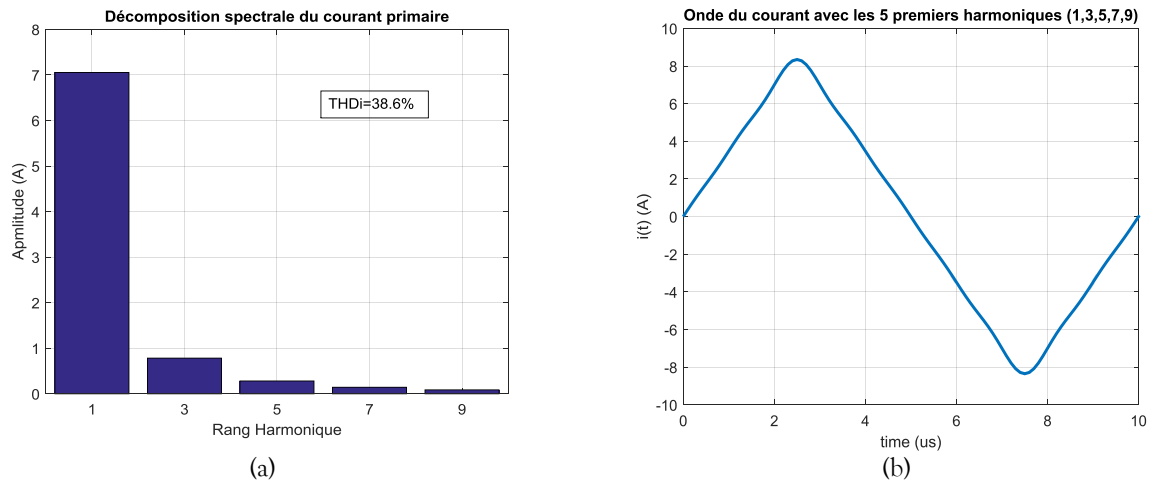 Décomposition spectrale du courant primaire
8
7
6
5
4
3
2
1
0
THDi=38.6%
Apmlitude (A)
1 3 5 7 9
Rang Harmonique
(a)
Onde du courant avec les 5 premiers harmoniques (1,3,5,7,9)
10
8
6
4
2
0
-2
-4
-6
-8
-10
i(t) (A)
0 2 4 6 8 10
time (us)
(b)